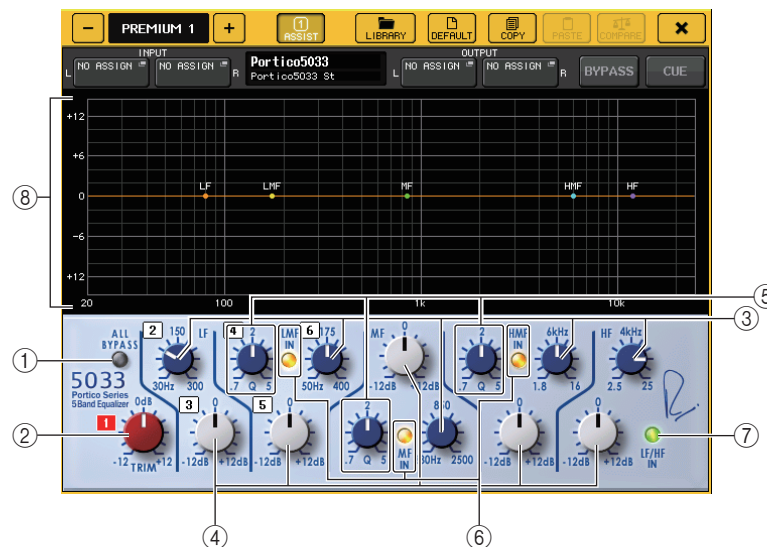 − PREMIUM 1 + 1 ASSIST LIBRARY DEFAULT COPY PASTE COMPARE ×
INPUT OUTPUT
L NO ASSIGN NO ASSIGN R Portico5033 L NO ASSIGN NO ASSIGN R BYPASS CUE
Portico5033 St
+12
+6
⑧ 0 LF LMF MF HMF HF
-6
+12
20 100 1k 10k
⑤
③
① ALL BYPASS 2 150 LF 4 2 LMF IN 6 175 MF 0 2 HMF IN 6kHz HF 4kHz
30Hz 300 .7 Q 5 50Hz 400 -12dB +12dB .7 Q 5 1.8 16 2.5 25
5033
Portico Series
5Band Equalizer
② 1 0dB 3 0 5 0 2 850 0 0 ⑦
-12 +12 -12dB +12dB -12dB +12dB .7 Q 5 MF IN 2500 -12dB +12dB -12dB +12dB LF/HF IN
TRIM
④ ⑥